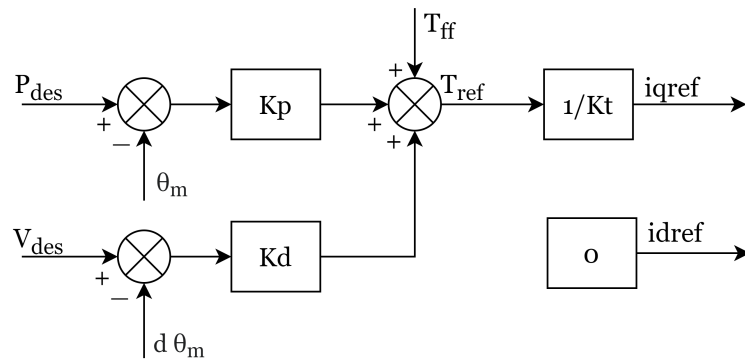 T_ff
+
P_des
Kp
T_ref
1/Kt
iqref
+
−
+
+
θ_m
V_des
Kd
0
idref
+
−
d θ_m